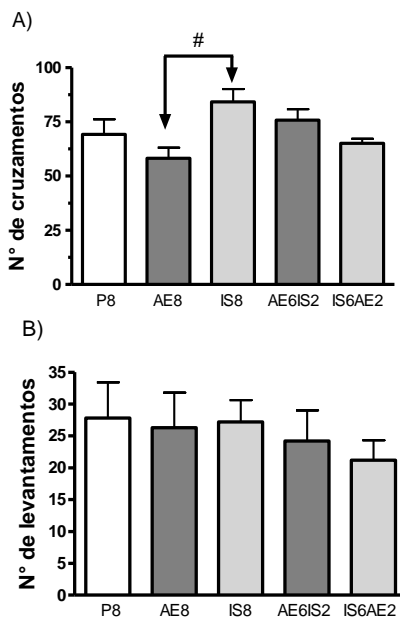 A)
#
N° de cruzamentos
100
75
50
25
0
P8 AE8 IS8 AE6IS2 IS6AE2
B)
N° de levantamentos
35
30
25
20
15
10
5
0
P8 AE8 IS8 AE6IS2 IS6AE2